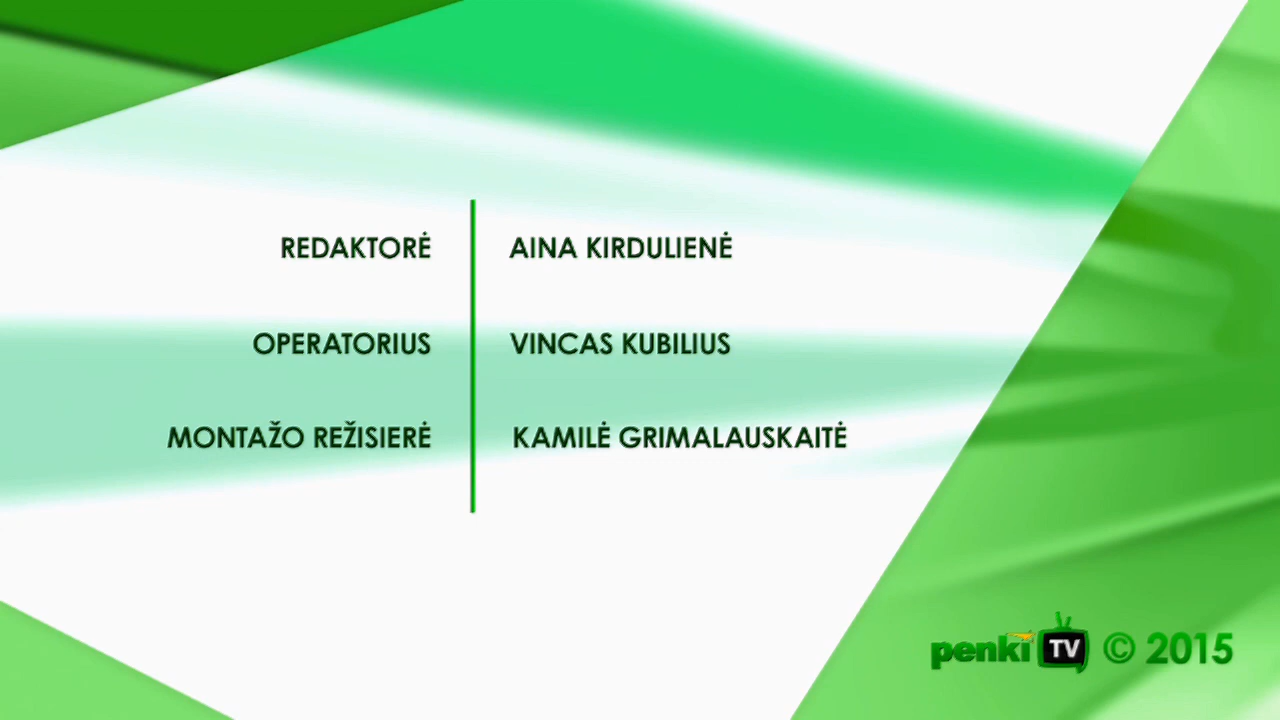 REDAKTORĖ AINA KIRDULIENĖ
OPERATORIUS VINCAS KUBILIUS
MONTAŽO REŽISIERĖ KAMILĖ GRIMALAUSKAITĖ
penki TV © 2015